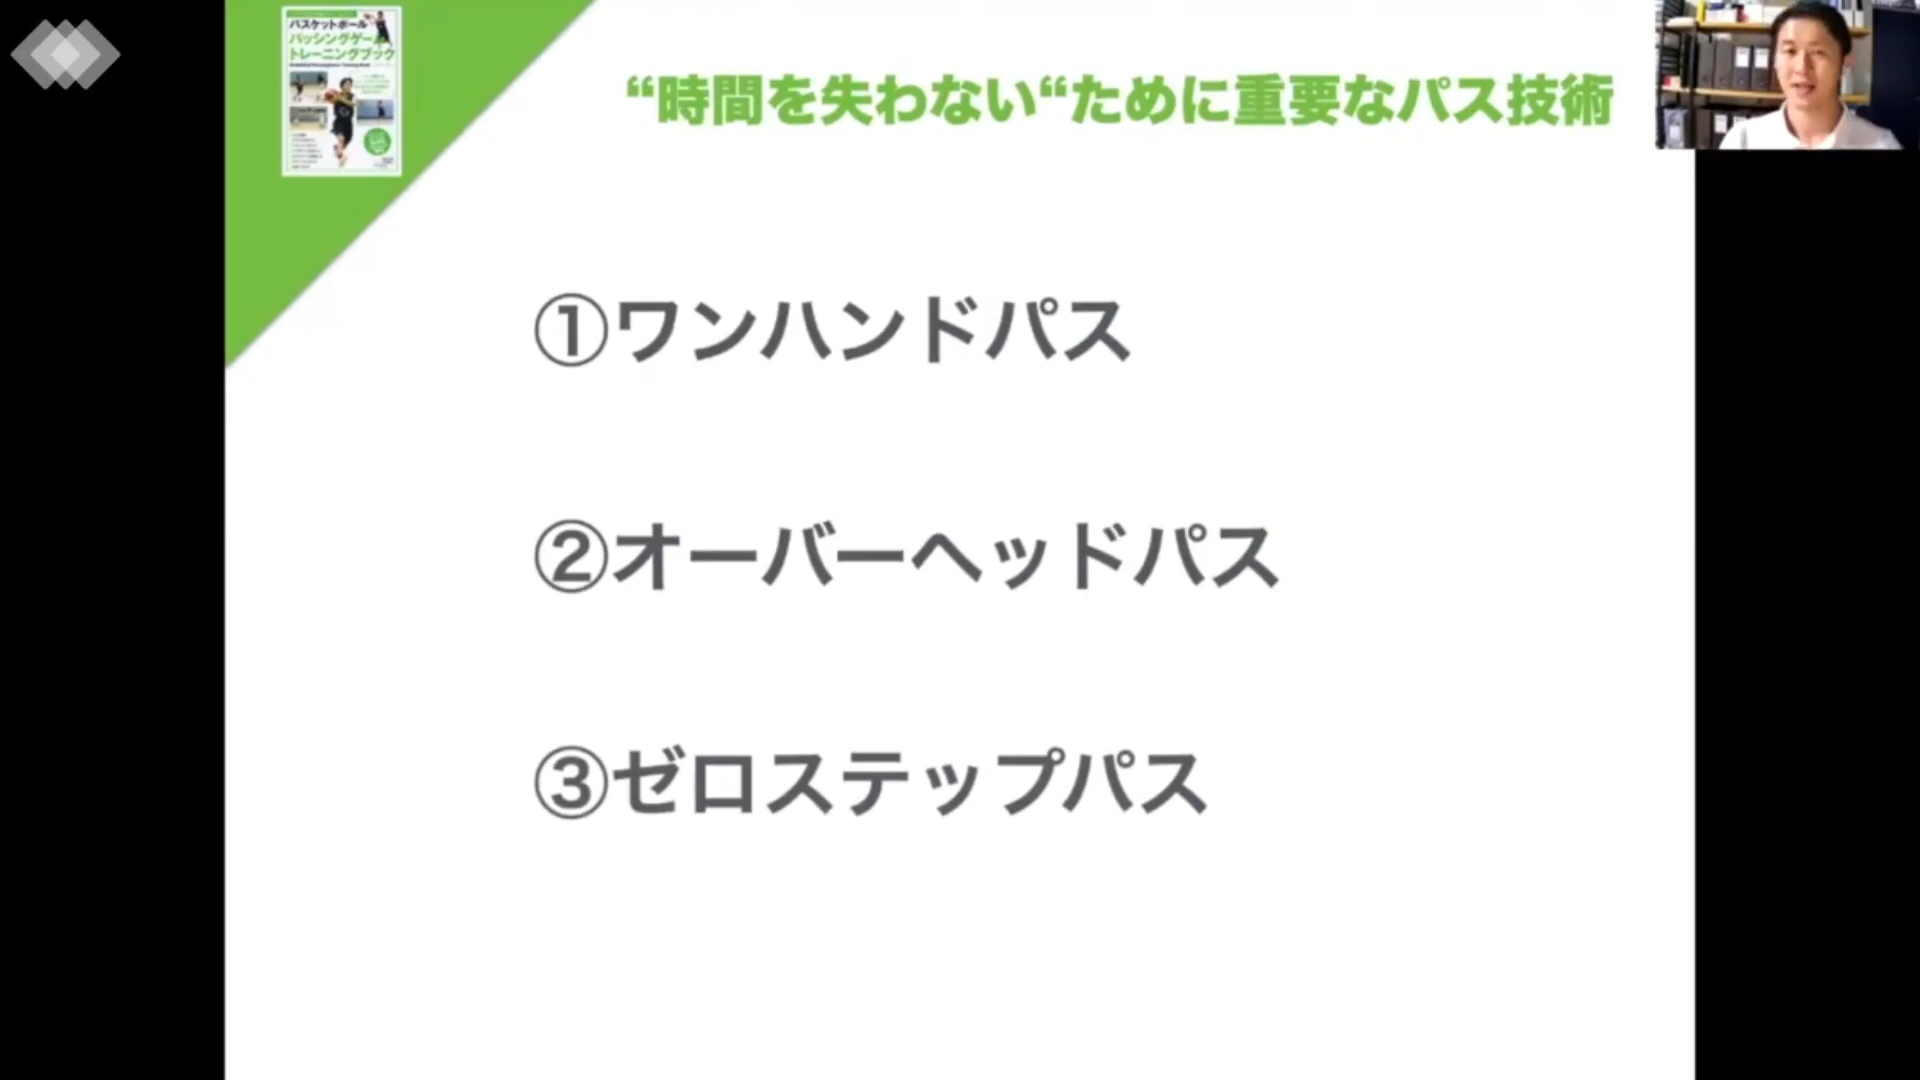 バスケットボール
パッシングゲーム
トレーニングブック
“時間を失わない“ために重要なパス技術
①ワンハンドパス
②オーバーヘッドパス
③ゼロステップパス